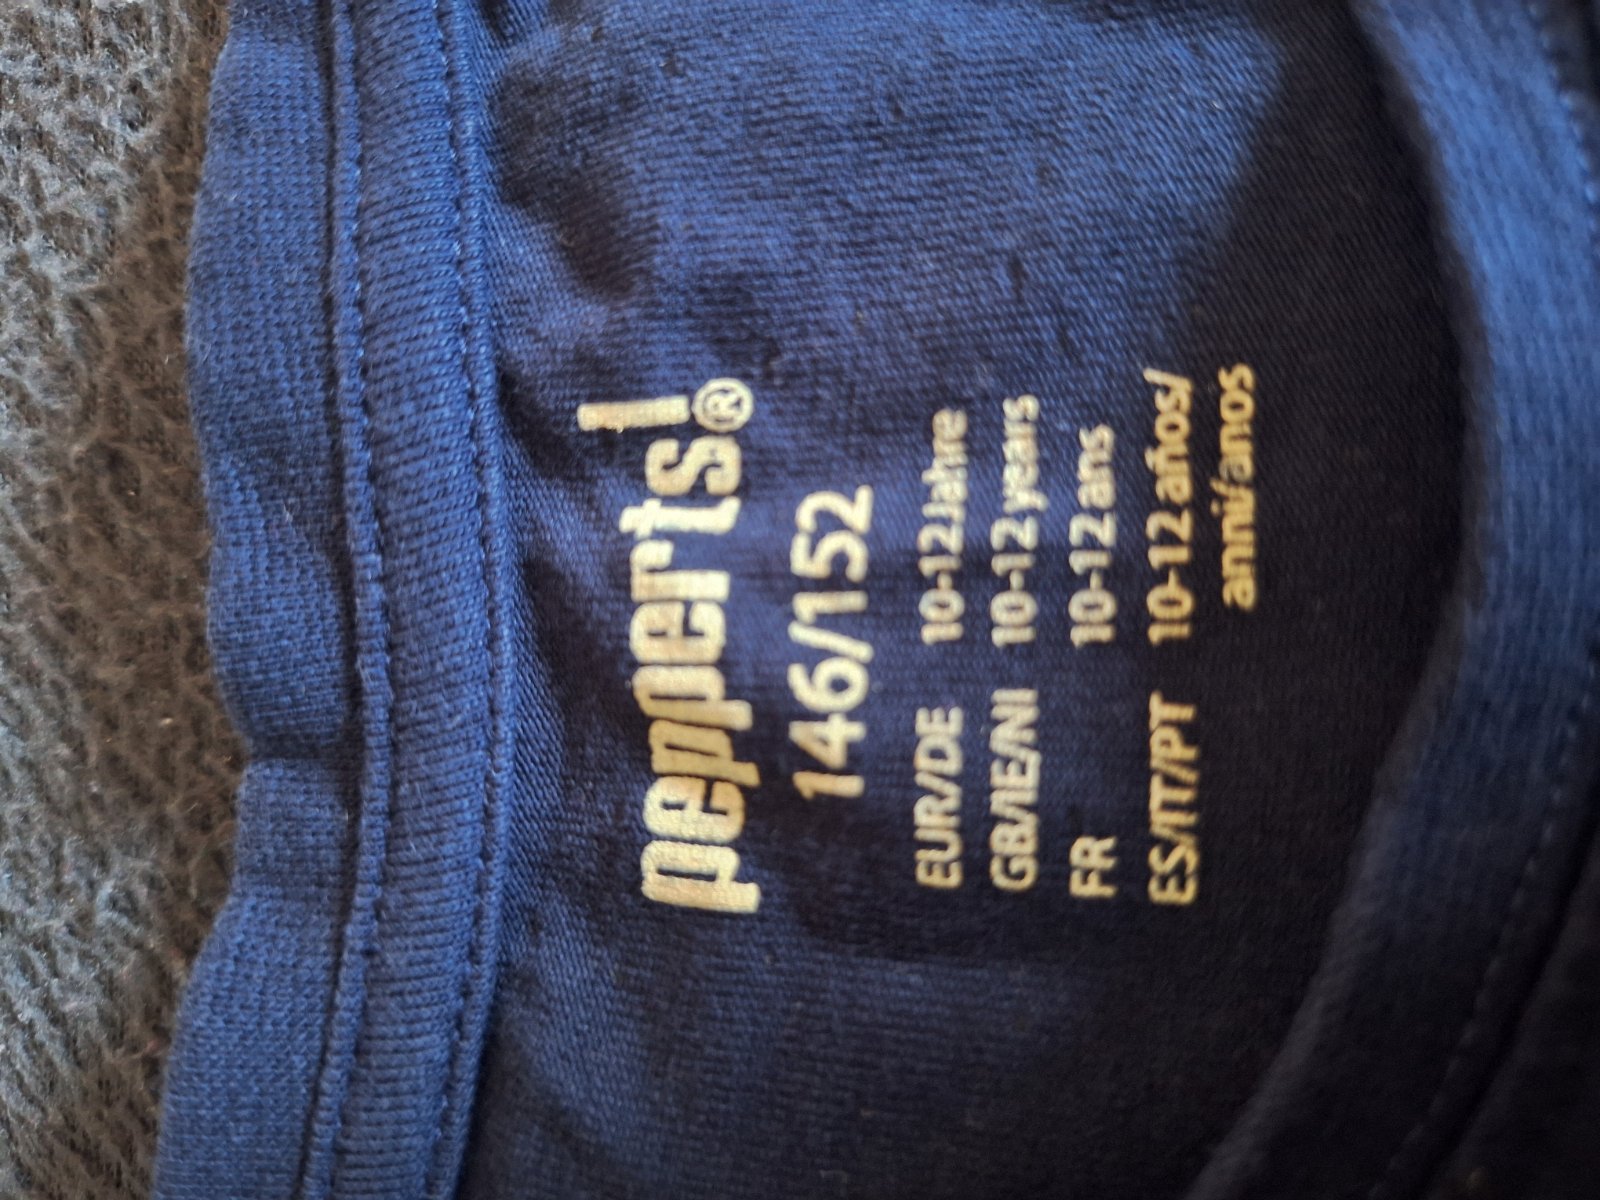 pepperts!®
146/152
EUR/DE 10-12 Jahre
GB/IE/NI 10-12 years
FR 10-12 ans
ES/IT/PT 10-12 años/
anni/anos